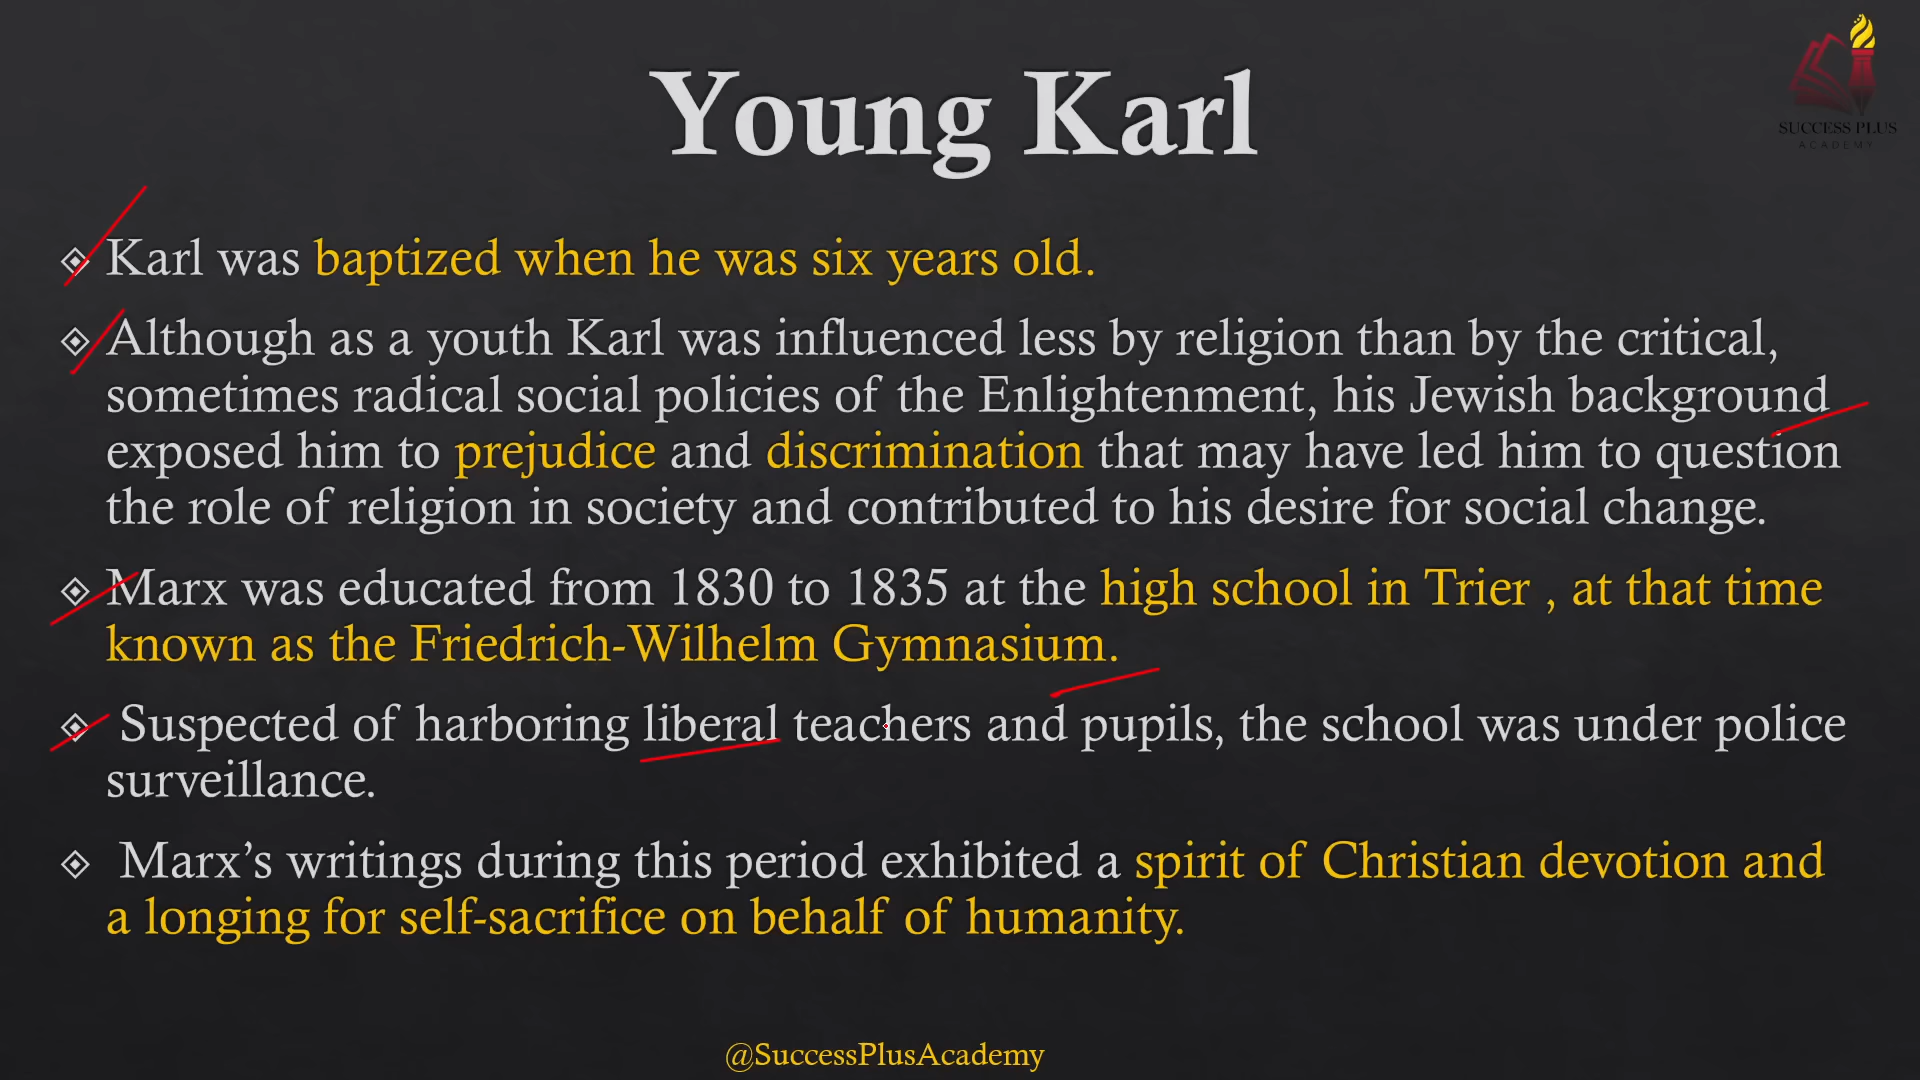 Young Karl
SUCCESS PLUS
ACADEMY
Karl was baptized when he was six years old.
Although as a youth Karl was influenced less by religion than by the critical,
sometimes radical social policies of the Enlightenment, his Jewish background
exposed him to prejudice and discrimination that may have led him to question
the role of religion in society and contributed to his desire for social change.
Marx was educated from 1830 to 1835 at the high school in Trier , at that time
known as the Friedrich-Wilhelm Gymnasium.
Suspected of harboring liberal teachers and pupils, the school was under police
surveillance.
Marx’s writings during this period exhibited a spirit of Christian devotion and
a longing for self-sacrifice on behalf of humanity.
@SuccessPlusAcademy